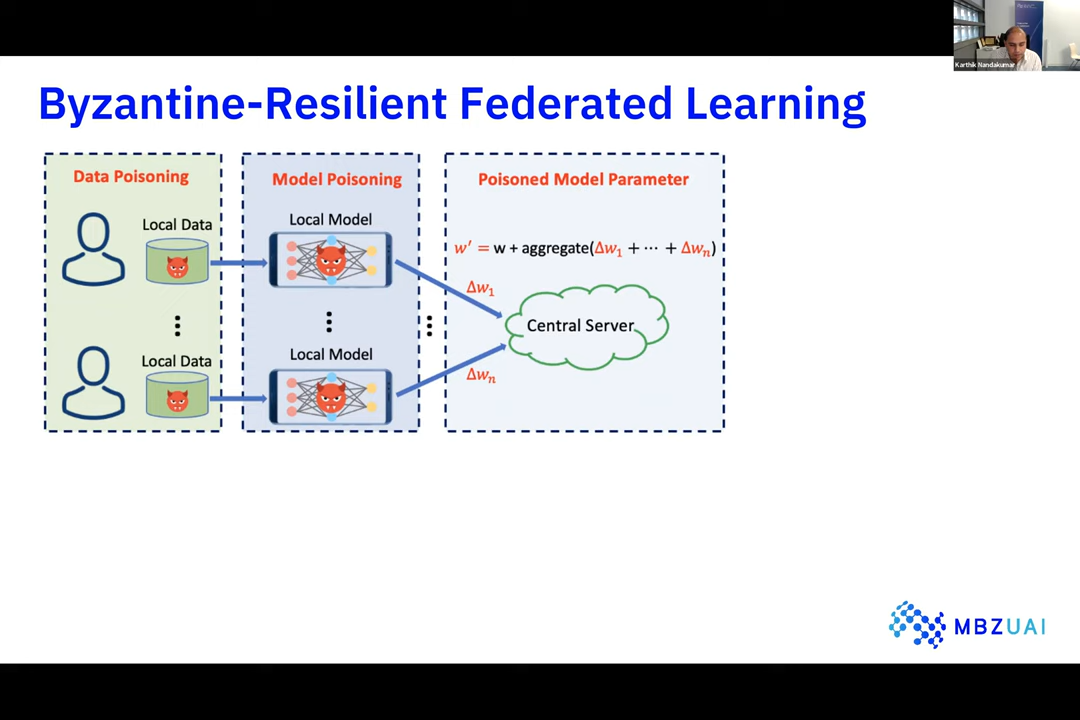 Karthik Nandakumar
Byzantine-Resilient Federated Learning
Data Poisoning
Local Data
Local Data
Model Poisoning
Local Model
Local Model
Poisoned Model Parameter
w′ = w + aggregate(Δw₁ + ⋯ + Δwₙ)
Δw₁
Central Server
Δwₙ
MBZUAI